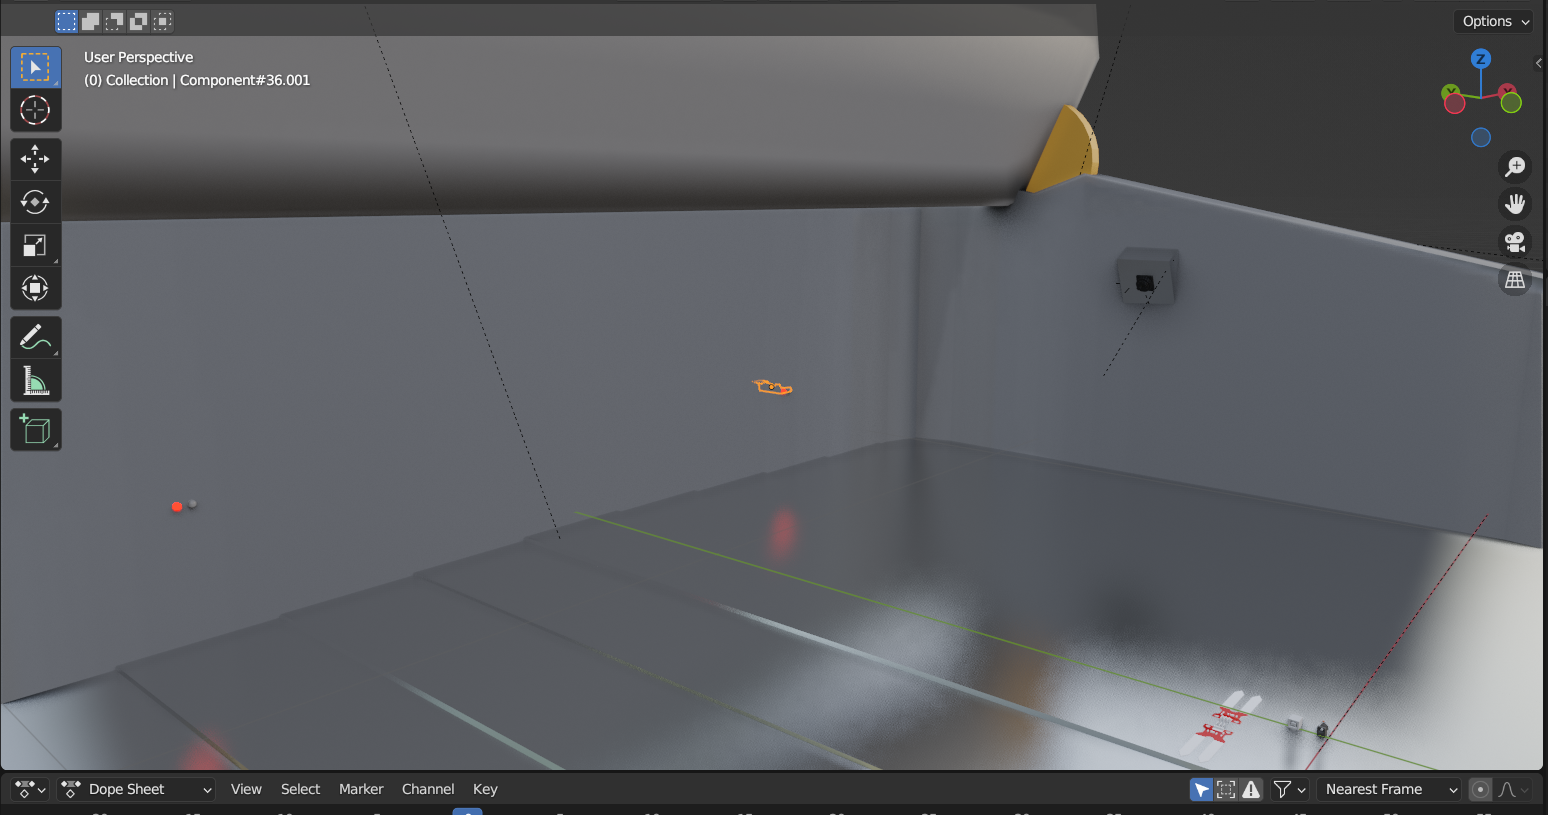 Options
User Perspective
(0) Collection | Component#36.001
Z
Dope Sheet
View
Select
Marker
Channel
Key
Nearest Frame